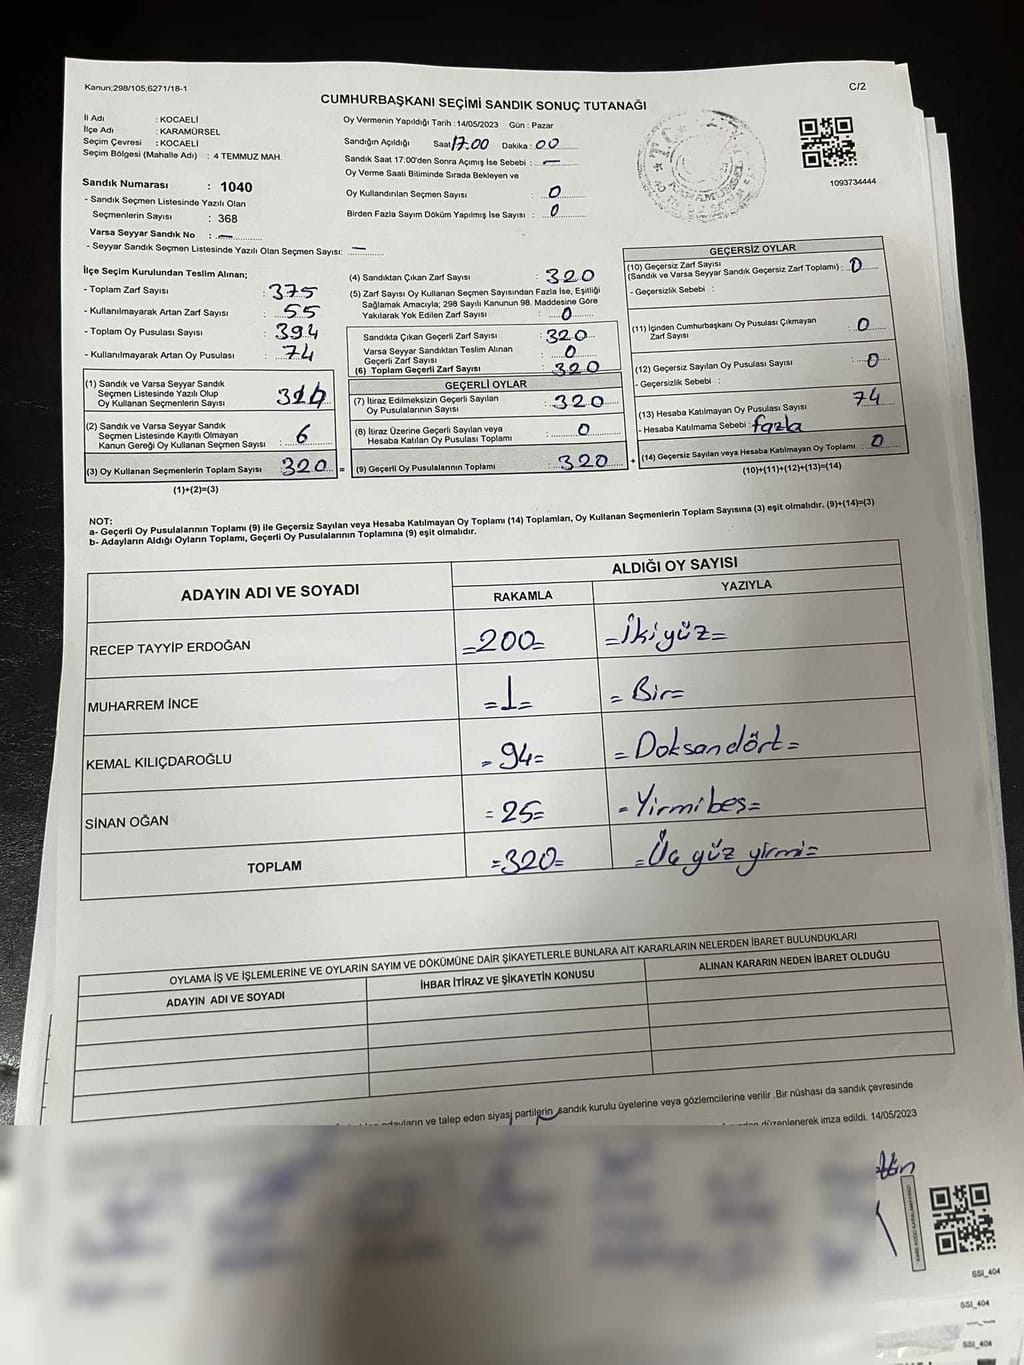 Kanun;298/105;6271/18-1
C/2
CUMHURBAŞKANI SEÇİMİ SANDIK SONUÇ TUTANAĞI
İl Adı : KOCAELİ
İlçe Adı : KARAMÜRSEL
Seçim Çevresi : KOCAELİ
Seçim Bölgesi (Mahalle Adı) : 4 TEMMUZ MAH.
Sandık Numarası : 1040
- Sandık Seçmen Listesinde Yazılı Olan
Seçmenlerin Sayısı : 368
Varsa Seyyar Sandık No : —
- Seyyar Sandık Seçmen Listesinde Yazılı Olan Seçmen Sayısı: —
Oy Vermenin Yapıldığı Tarih :14/05/2023 Gün : Pazar
Sandığın Açıldığı Saat 17.00 Dakika : 00
Sandık Saat 17:00'den Sonra Açımış İse Sebebi : —
Oy Verme Saati Bitiminde Sırada Bekleyen ve
Oy Kullandırılan Seçmen Sayısı : 0
Birden Fazla Sayım Döküm Yapılmış İse Sayısı : 0
1093734444
İlçe Seçim Kurulundan Teslim Alınan;
- Toplam Zarf Sayısı : 375
- Kullanılmayarak Artan Zarf Sayısı : 55
- Toplam Oy Pusulası Sayısı : 394
- Kullanılmayarak Artan Oy Pusulası : 74
(1) Sandık ve Varsa Seyyar Sandık
Seçmen Listesinde Yazılı Olup
Oy Kullanan Seçmenlerin Sayısı 314
(2) Sandık ve Varsa Seyyar Sandık
Seçmen Listesinde Kayıtlı Olmayan
Kanun Gereği Oy Kullanan Seçmen Sayısı : 6
(3) Oy Kullanan Seçmenlerin Toplam Sayısı 320 =
(1)+(2)=(3)
(4) Sandıktan Çıkan Zarf Sayısı : 320
(5) Zarf Sayısı Oy Kullanan Seçmen Sayısından Fazla İse, Eşitliği
Sağlamak Amacıyla; 298 Sayılı Kanunun 98. Maddesine Göre
Yakılarak Yok Edilen Zarf Sayısı : 0
Sandıkta Çıkan Geçerli Zarf Sayısı : 320
Varsa Seyyar Sandıktan Teslim Alınan
Geçerli Zarf Sayısı : 0
(6) Toplam Geçerli Zarf Sayısı : 320
GEÇERLİ OYLAR
(7) İtiraz Edilmeksizin Geçerli Sayılan
Oy Pusulalarının Sayısı : 320
(8) İtiraz Üzerine Geçerli Sayılan veya
Hesaba Katılan Oy Pusulası Toplamı : 0
(9) Geçerli Oy Pusulalarının Toplamı : 320 +
GEÇERSİZ OYLAR
(10) Geçersiz Zarf Sayısı
(Sandık ve Varsa Seyyar Sandık Geçersiz Zarf Toplamı) : 0
- Geçersizlik Sebebi :
(11) İçinden Cumhurbaşkanı Oy Pusulası Çıkmayan
Zarf Sayısı : 0
(12) Geçersiz Sayılan Oy Pusulası Sayısı : 0
- Geçersizlik Sebebi :
(13) Hesaba Katılmayan Oy Pusulası Sayısı 74
- Hesaba Katılmama Sebebi : fazla
(14) Geçersiz Sayılan veya Hesaba Katılmayan Oy Toplamı : 0
(10)+(11)+(12)+(13)=(14)
NOT:
a- Geçerli Oy Pusulalarının Toplamı (9) ile Geçersiz Sayılan veya Hesaba Katılmayan Oy Toplamı (14) Toplamları, Oy Kullanan Seçmenlerin Toplam Sayısına (3) eşit olmalıdır. (9)+(14)=(3)
b- Adayların Aldığı Oyların Toplamı, Geçerli Oy Pusulalarının Toplamına (9) eşit olmalıdır.
ADAYIN ADI VE SOYADI
ALDIĞI OY SAYISI
RAKAMLA YAZIYLA
RECEP TAYYİP ERDOĞAN =200= =İkiyüz=
MUHARREM İNCE =1= =Bir=
KEMAL KILIÇDAROĞLU =94= =Doksandört=
SİNAN OĞAN =25= =Yirmibeş=
TOPLAM =320= =Üç yüz yirmi=
OYLAMA İŞ VE İŞLEMLERİNE VE OYLARIN SAYIM VE DÖKÜMÜNE DAİR ŞİKAYETLERLE BUNLARA AİT KARARLARIN NELERDEN İBARET BULUNDUKLARI
ADAYIN ADI VE SOYADI İHBAR İTİRAZ VE ŞİKAYETİN KONUSU ALINAN KARARIN NEDEN İBARET OLDUĞU
adayların ve talep eden siyasi partilerin sandık kurulu üyelerine veya gözlemcilerine verilir .Bir nüshası da sandık çevresinde
düzenlenerek imza edildi. 14/05/2023
SSI_404
SSI_404
SSI_404